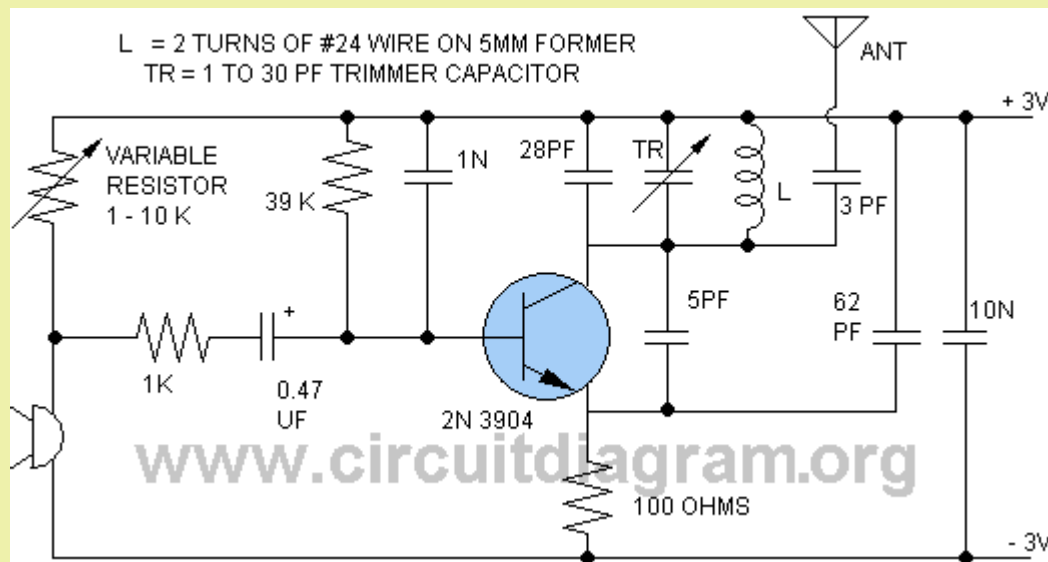 L = 2 TURNS OF #24 WIRE ON 5MM FORMER
TR = 1 TO 30 PF TRIMMER CAPACITOR
ANT
+ 3V
VARIABLE
RESISTOR
1 - 10 K
39 K
1N
28PF
TR
L
3 PF
5PF
62
PF
10N
1K
+
0.47
UF
2N 3904
www.circuitdiagram.org
100 OHMS
- 3V